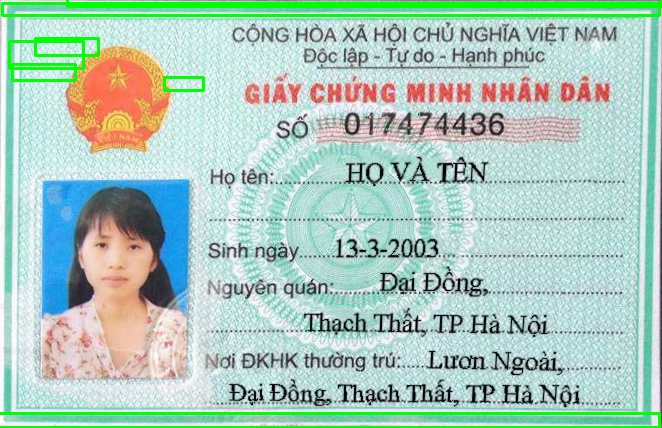 CỘNG HÒA XÃ HỘI CHỦ NGHĨA VIỆT NAM
Độc lập - Tự do - Hạnh phúc
GIẤY CHỨNG MINH NHÂN DÂN
SỐ 017474436
Họ tên: HỌ VÀ TÊN
Sinh ngày 13-3-2003
Nguyên quán: Đại Đồng,
Thạch Thất, TP Hà Nội
Nơi ĐKHK thường trú: Lươn Ngoài,
Đại Đồng, Thạch Thất, TP Hà Nội
VIỆT NAM